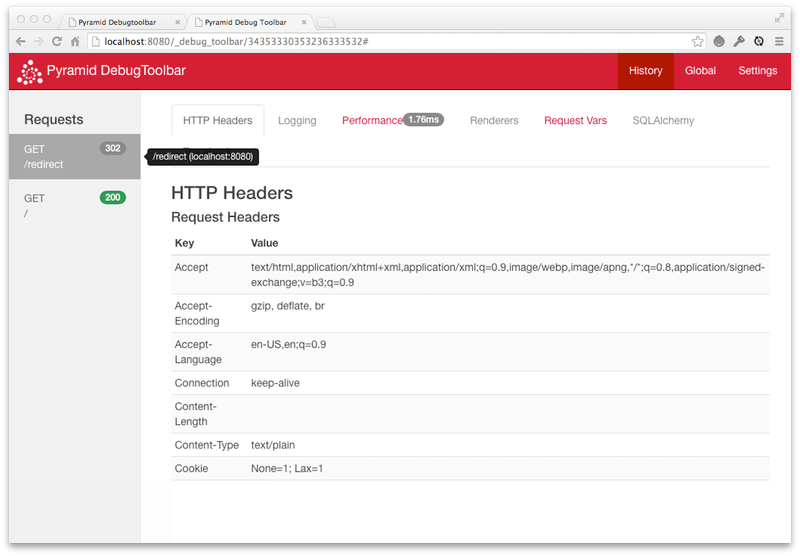 Pyramid Debugtoolbar
Pyramid Debug Toolbar
localhost:8080/_debug_toolbar/34353330353236333532#
Pyramid DebugToolbar
History
Global
Settings
Requests
GET 302
/redirect
/redirect (localhost:8080)
GET 200
/
HTTP Headers
Logging
Performance 1.76ms
Renderers
Request Vars
SQLAlchemy
HTTP Headers
Request Headers
Key Value
Accept text/html,application/xhtml+xml,application/xml;q=0.9,image/webp,image/apng,"/";q=0.8,application/signed-
exchange;v=b3;q=0.9
Accept-
Encoding gzip, deflate, br
Accept-
Language en-US,en;q=0.9
Connection keep-alive
Content-
Length
Content-Type text/plain
Cookie None=1; Lax=1